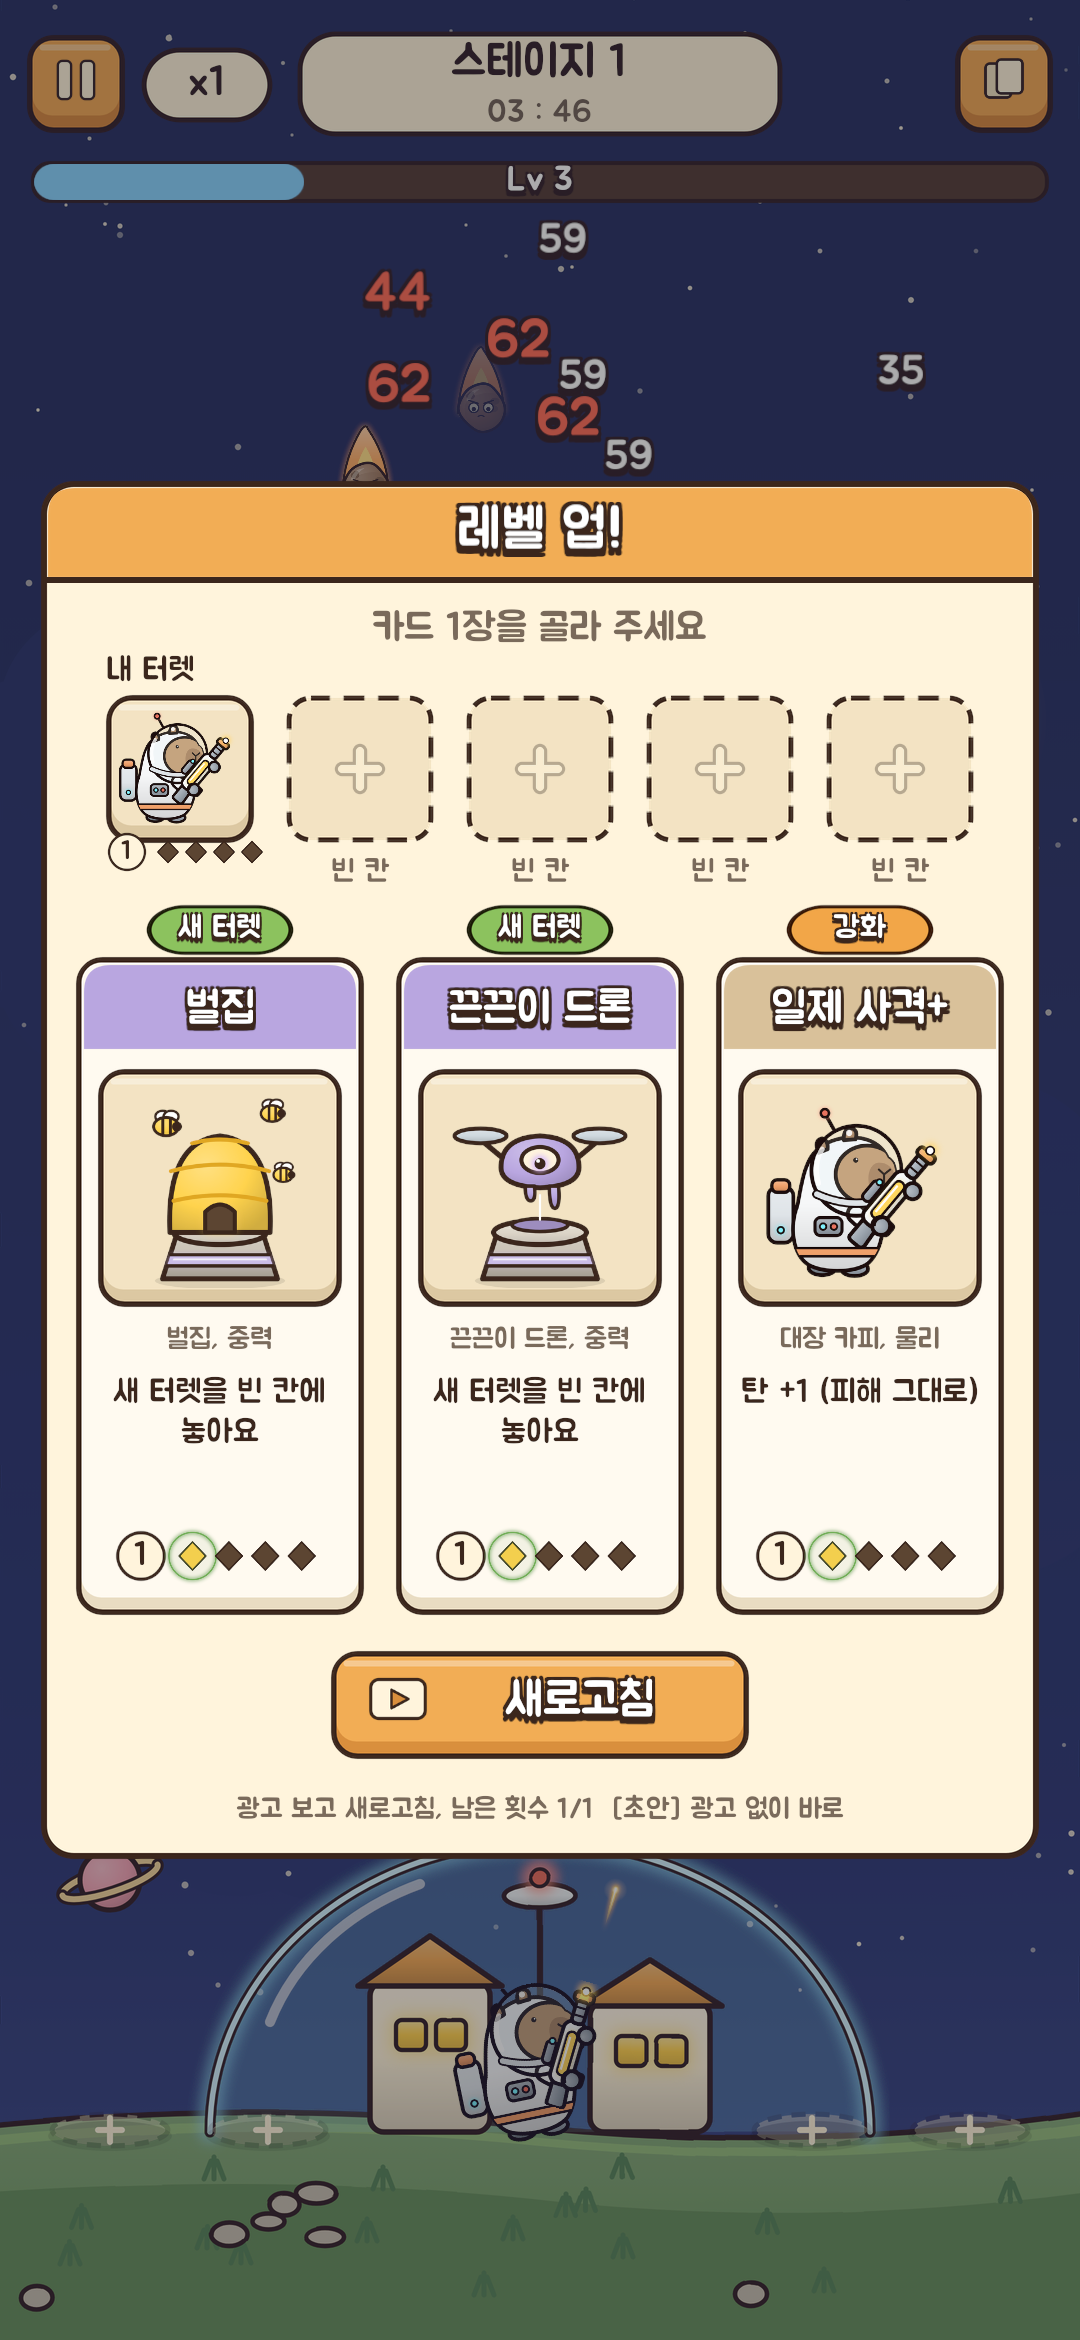 x1
스테이지 1
03 : 46
Lv 3
59
44
62
59
35
62
62
59
레벨 업!
카드 1장을 골라 주세요
내 터렛
1
빈 칸
빈 칸
빈 칸
빈 칸
새 터렛
새 터렛
강화
벌집
끈끈이 드론
일제 사격+
벌집, 중력
끈끈이 드론, 중력
대장 카피, 물리
새 터렛을 빈 칸에
놓아요
새 터렛을 빈 칸에
놓아요
탄 +1 (피해 그대로)
1
1
1
새로고침
광고 보고 새로고침, 남은 횟수 1/1 [초안] 광고 없이 바로